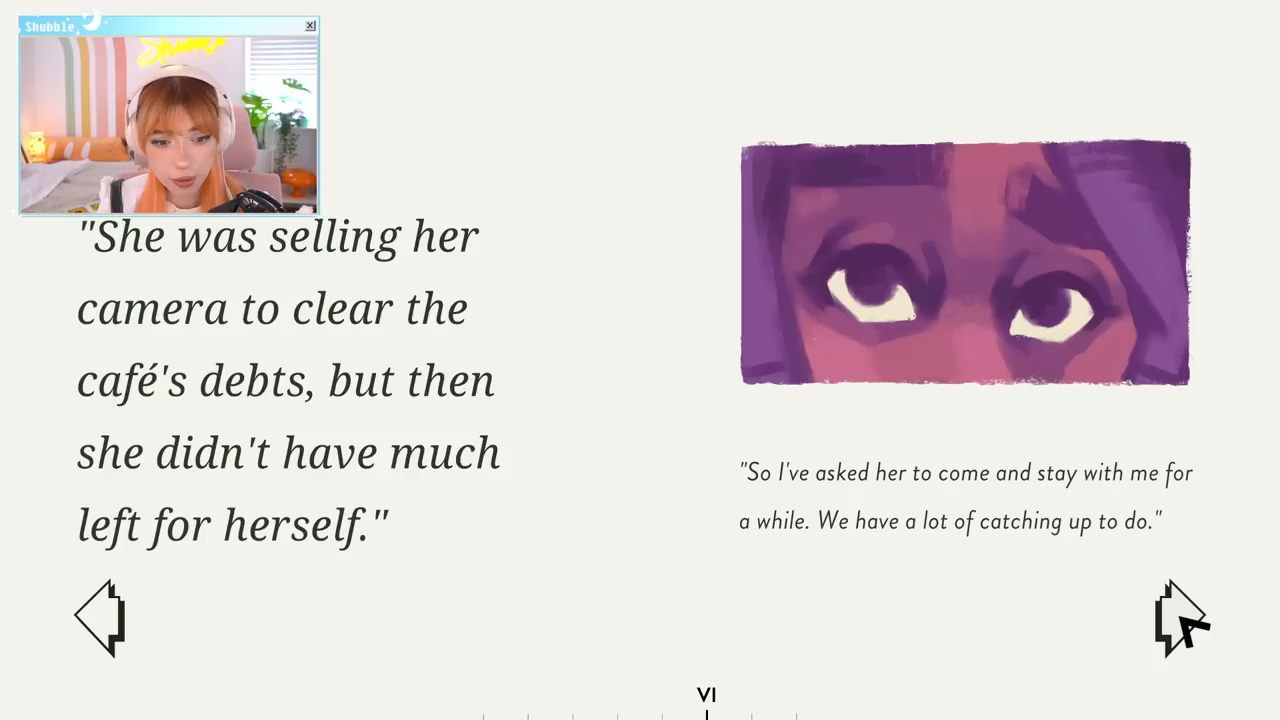 Shubble
Shubble
"She was selling her
camera to clear the
café's debts, but then
she didn't have much
left for herself."
"So I've asked her to come and stay with me for
a while. We have a lot of catching up to do."
VI